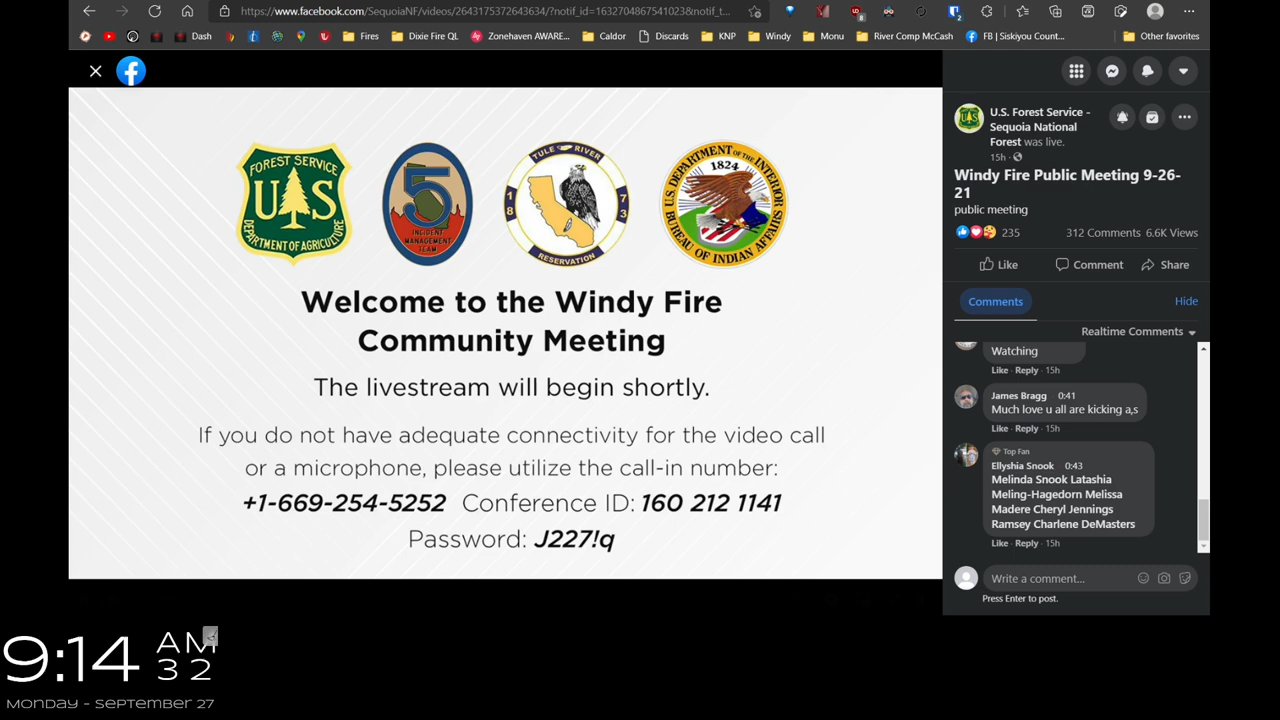 https://www.facebook.com/SequoiaNF/videos/2643175372643634/?notif_id=1632704867541023&notif_t...
Dash
Fires
Dixie Fire QL
Zonehaven AWARE...
Caldor
Discards
KNP
Windy
Monu
River Comp McCash
FB | Siskiyou Count...
Other favorites
FOREST SERVICE
U S
DEPARTMENT OF AGRICULTURE
5
INCIDENT
MANAGEMENT
TEAM
TULE RIVER
18 73
RESERVATION
U.S. DEPARTMENT OF THE INTERIOR
1824
BUREAU OF INDIAN AFFAIRS
Welcome to the Windy Fire
Community Meeting
The livestream will begin shortly.
If you do not have adequate connectivity for the video call
or a microphone, please utilize the call-in number:
+1-669-254-5252 Conference ID: 160 212 1141
Password: J227!q
U.S. Forest Service -
Sequoia National
Forest was live.
15h
Windy Fire Public Meeting 9-26-
21
public meeting
235 312 Comments 6.6K Views
Like Comment Share
Comments Hide
Realtime Comments
Watching
Like · Reply · 15h
James Bragg 0:41
Much love u all are kicking a,s
Like · Reply · 15h
Top Fan
Ellyshia Snook 0:43
Melinda Snook Latashia
Meling-Hagedorn Melissa
Madere Cheryl Jennings
Ramsey Charlene DeMasters
Like · Reply · 15h
Write a comment...
Press Enter to post.
9:14 AM
32
MONDAY - SEPTEMBER 27